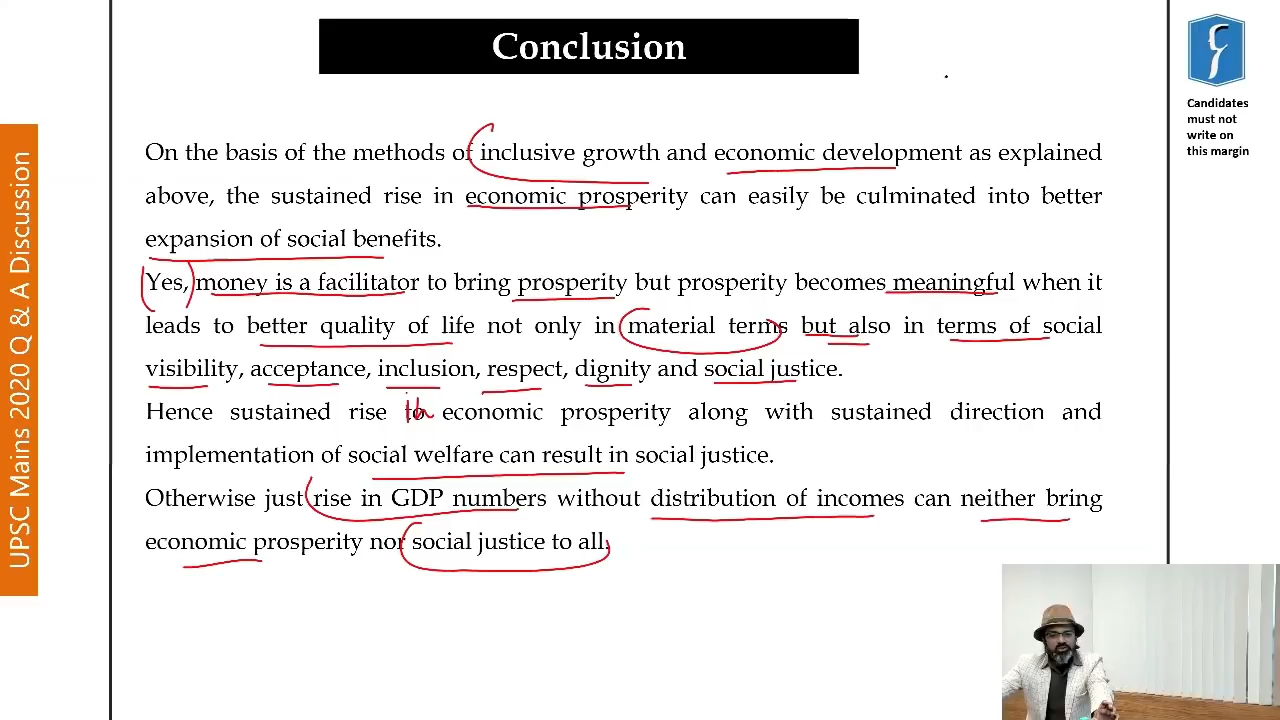 Conclusion
Candidates
must not
write on
this margin
UPSC Mains 2020 Q & A Discussion
On the basis of the methods of inclusive growth and economic development as explained
above, the sustained rise in economic prosperity can easily be culminated into better
expansion of social benefits.
Yes, money is a facilitator to bring prosperity but prosperity becomes meaningful when it
leads to better quality of life not only in material terms but also in terms of social
visibility, acceptance, inclusion, respect, dignity and social justice.
Hence sustained rise in economic prosperity along with sustained direction and
implementation of social welfare can result in social justice.
Otherwise just rise in GDP numbers without distribution of incomes can neither bring
economic prosperity nor social justice to all.